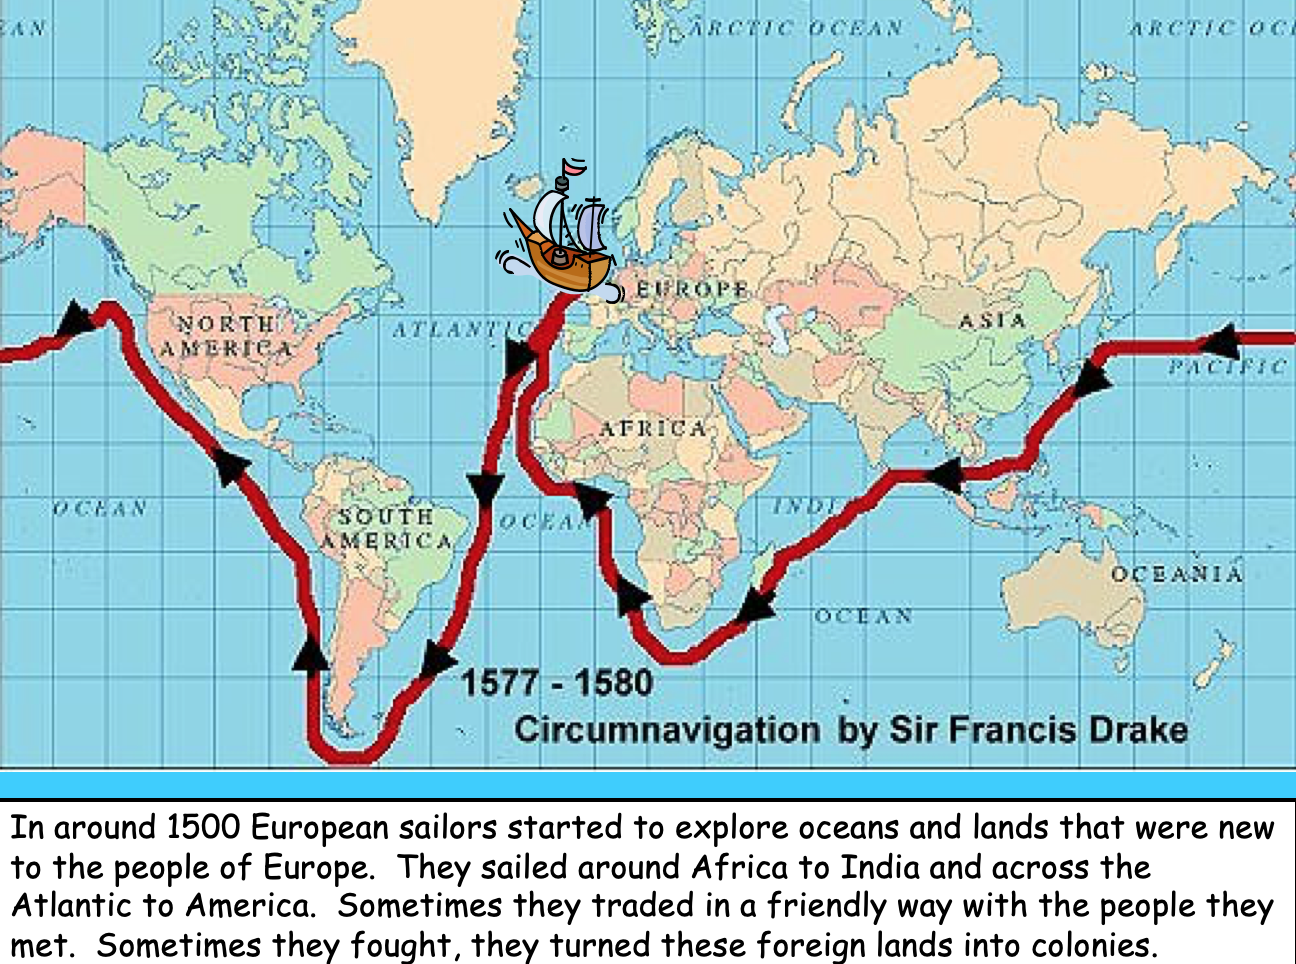 EAN
ARCTIC OCEAN
ARCTIC OCE
NORTH
AMERICA
ATLANTIC
EUROPE
ASIA
PACIFIC
AFRICA
OCEAN
SOUTH
AMERICA
OCEAN
INDI
OCEANIA
OCEAN
1577 - 1580
Circumnavigation by Sir Francis Drake
In around 1500 European sailors started to explore oceans and lands that were new
to the people of Europe. They sailed around Africa to India and across the
Atlantic to America. Sometimes they traded in a friendly way with the people they
met. Sometimes they fought, they turned these foreign lands into colonies.